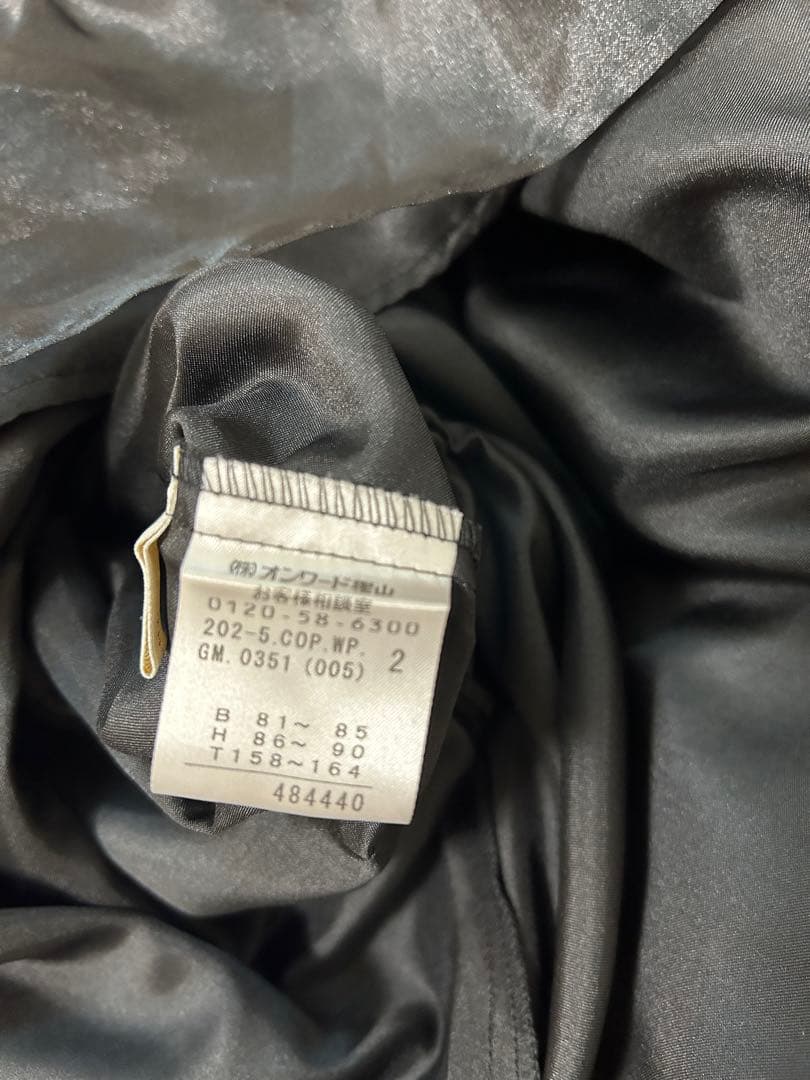 ㈱オンワード樫山
お客様相談室
0120-58-6300
202-5.COP.WP. 2
GM. 0351 (005)
B 81~ 85
H 86~ 90
T158~164
484440